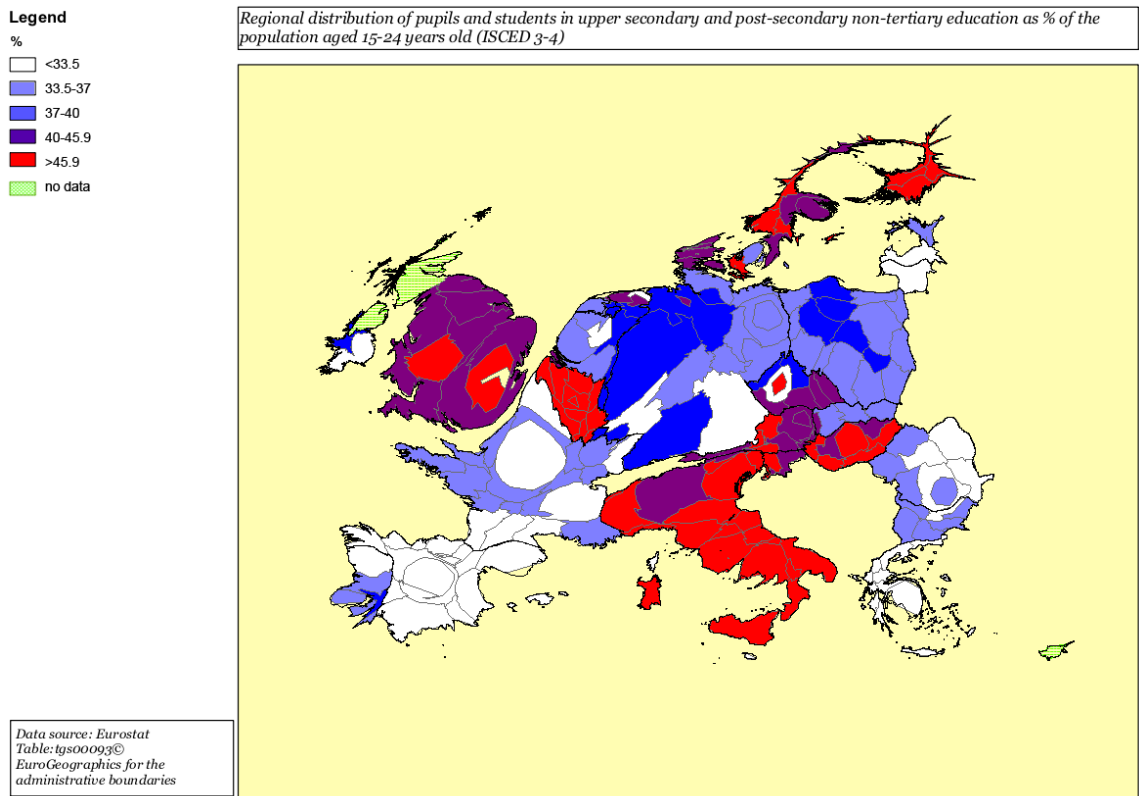 Legend
%
<33.5
33.5-37
37-40
40-45.9
>45.9
no data
Regional distribution of pupils and students in upper secondary and post-secondary non-tertiary education as % of the
population aged 15-24 years old (ISCED 3-4)
Data source: Eurostat
Table:tgs00093©
EuroGeographics for the
administrative boundaries